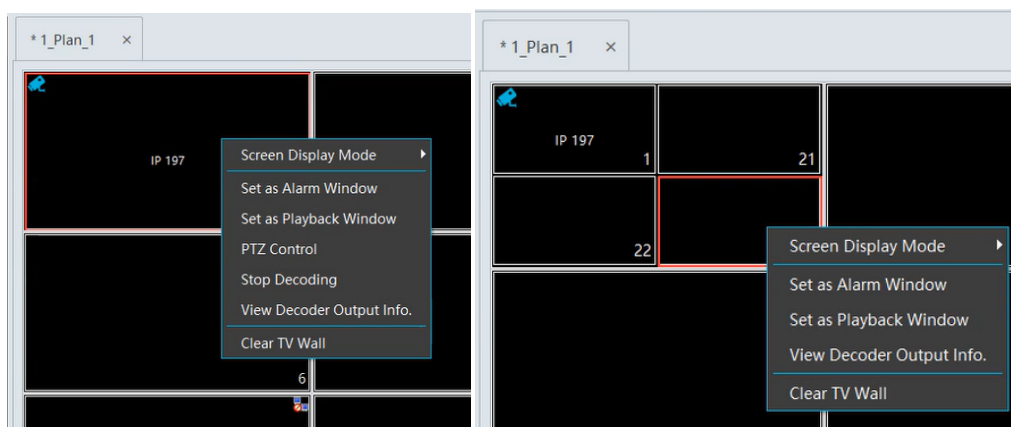 * 1_Plan_1 ×
IP 197
Screen Display Mode
Set as Alarm Window
Set as Playback Window
PTZ Control
Stop Decoding
View Decoder Output Info.
Clear TV Wall
6
* 1_Plan_1 ×
IP 197
1
21
22
Screen Display Mode
Set as Alarm Window
Set as Playback Window
View Decoder Output Info.
Clear TV Wall